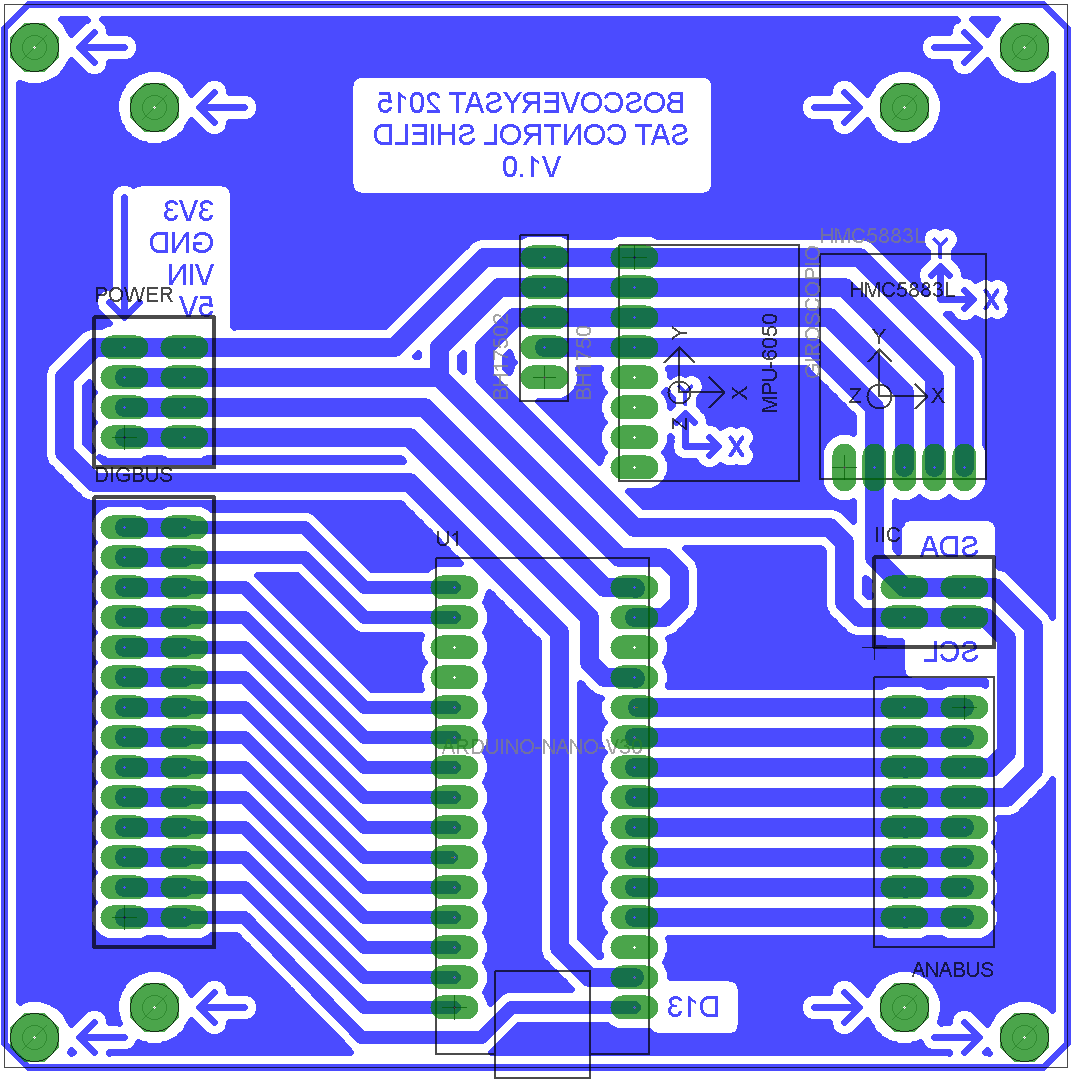 BOSCOVERYSAT 2015
SAT CONTROL SHIELD
V1.0
3V3
GND
VIN
5V
POWER
DIGBUS
BH17502
BH1750
GIROSCOPIO
MPU-6050
Y
X
Z
X
HMC5883L
HMC5883L
Y
X
Y
Z
X
IIC
SDA
SCL
U1
ARDUINO-NANO-V30
D13
ANABUS